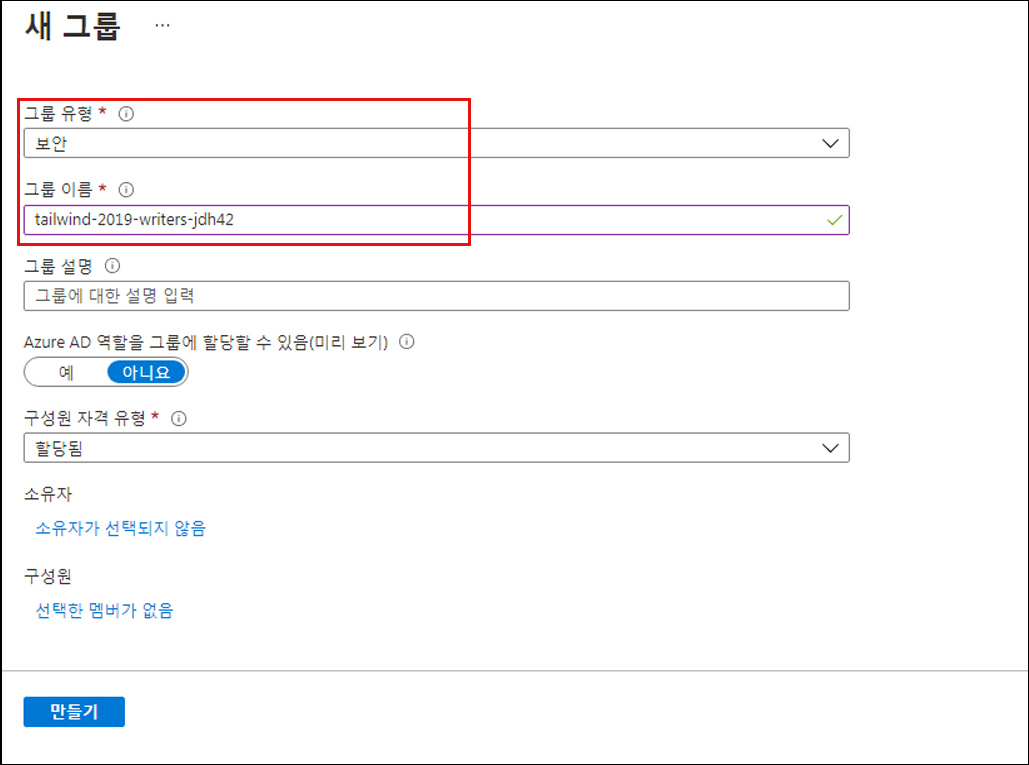 새 그룹 ...
그룹 유형 *
보안
그룹 이름 *
tailwind-2019-writers-jdh42
그룹 설명
그룹에 대한 설명 입력
Azure AD 역할을 그룹에 할당할 수 있음(미리 보기)
예 아니요
구성원 자격 유형 *
할당됨
소유자
소유자가 선택되지 않음
구성원
선택한 멤버가 없음
만들기